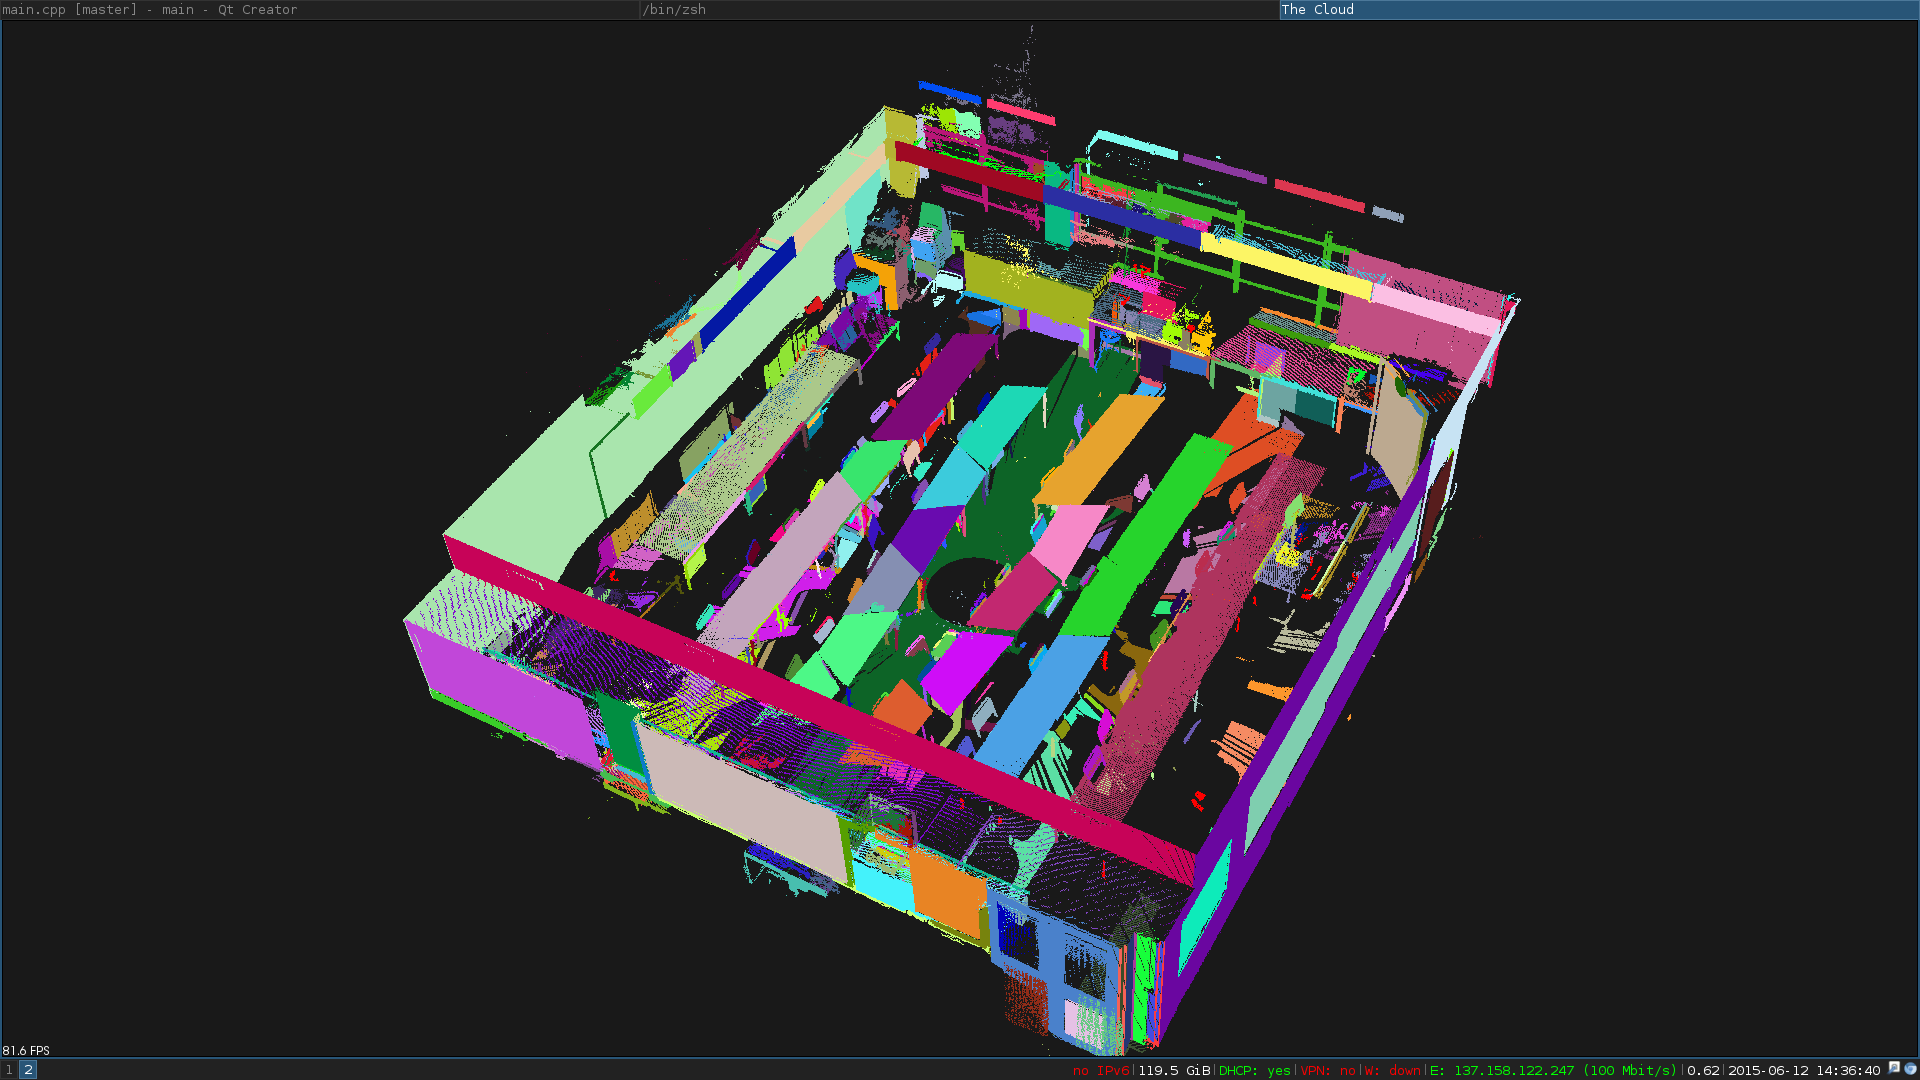 main.cpp [master] - main - Qt Creator
/bin/zsh
The Cloud
81.6 FPS
1 2
no IPv6|119.5 GiB|DHCP: yes|VPN: no|W: down|E: 137.158.122.247 (100 Mbit/s)|0.62|2015-06-12 14:36:40